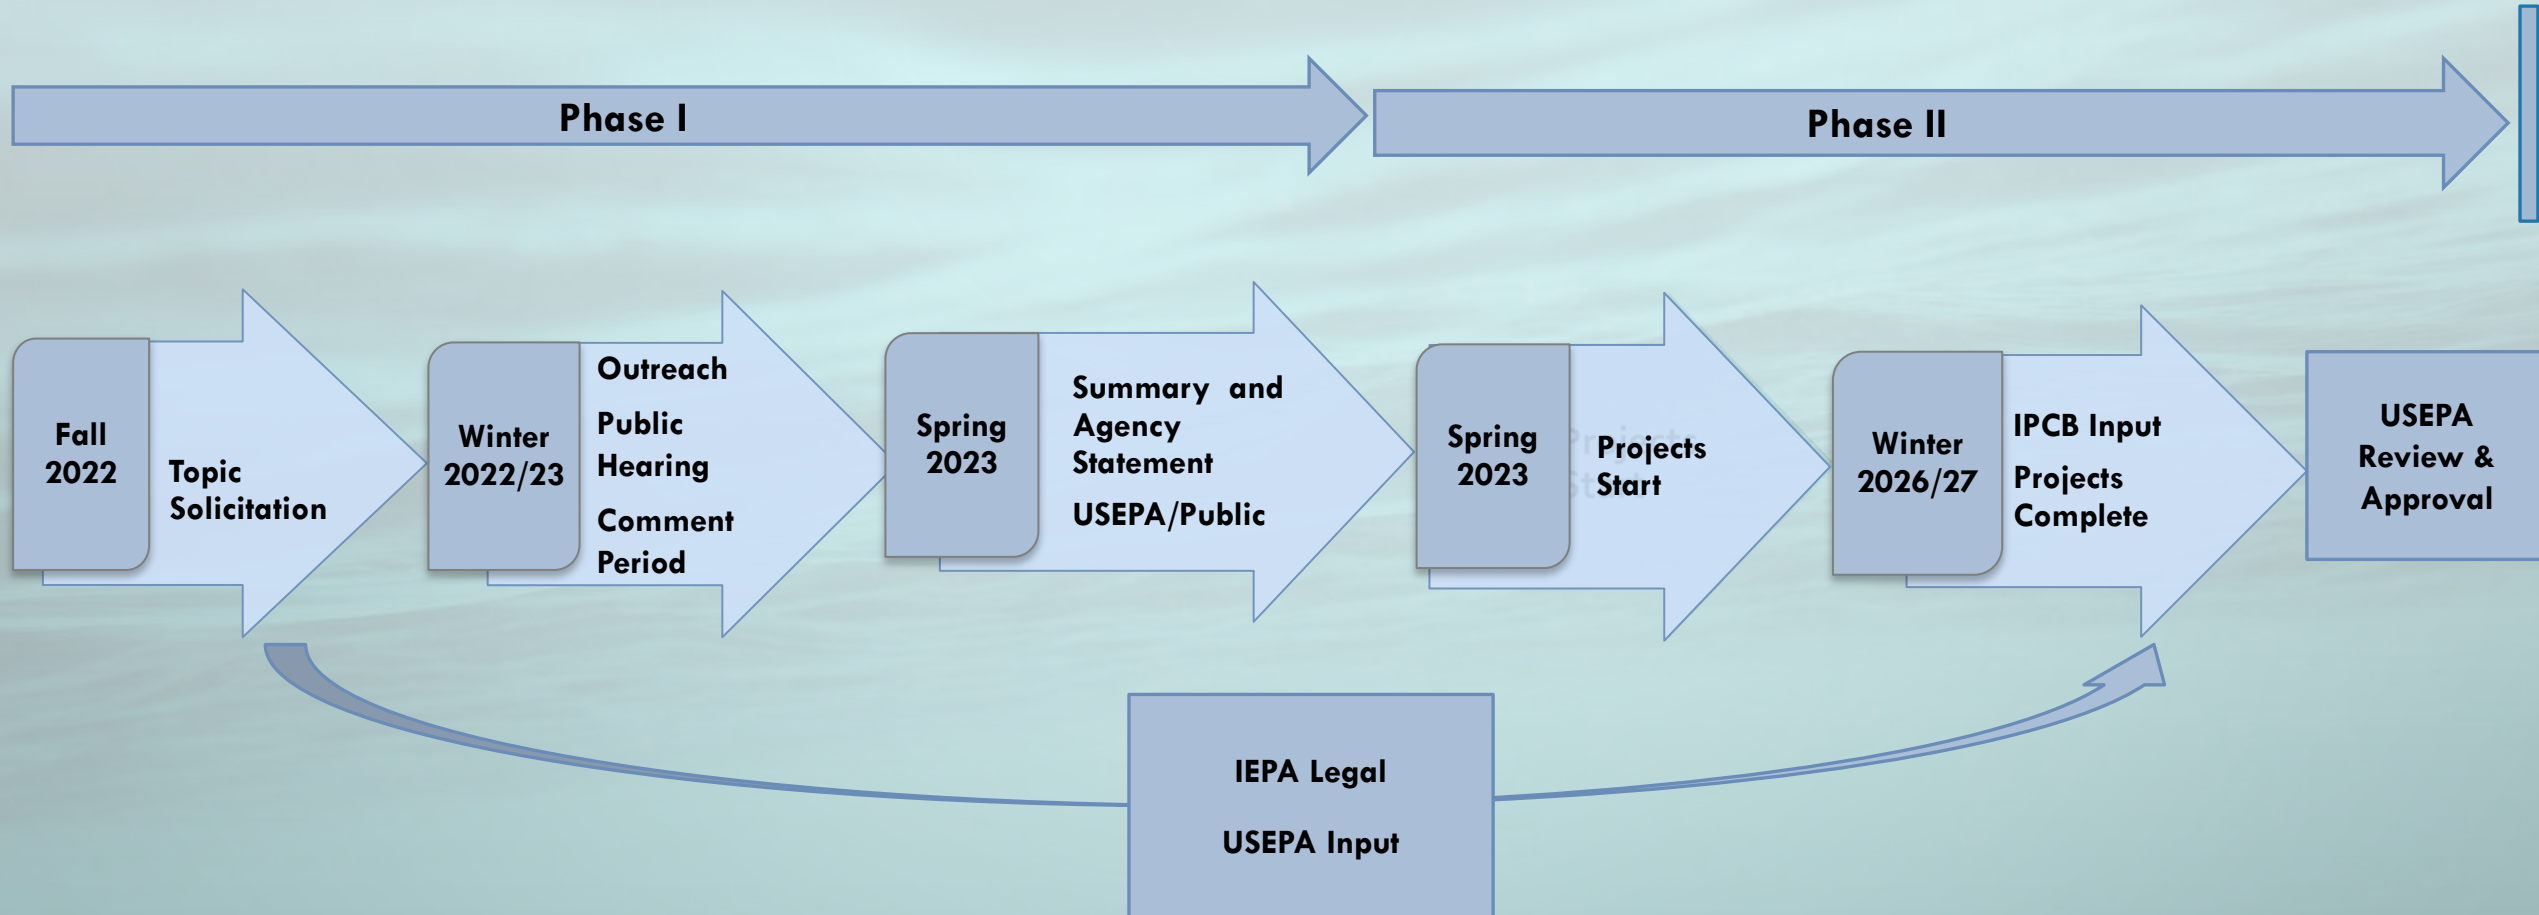 Phase I
Phase II
Fall
2022
Topic
Solicitation
Winter
2022/23
Outreach
Public
Hearing
Comment
Period
Spring
2023
Summary and
Agency
Statement
USEPA/Public
Spring
2023
Projects
Start
Winter
2026/27
IPCB Input
Projects
Complete
USEPA
Review &
Approval
IEPA Legal
USEPA Input